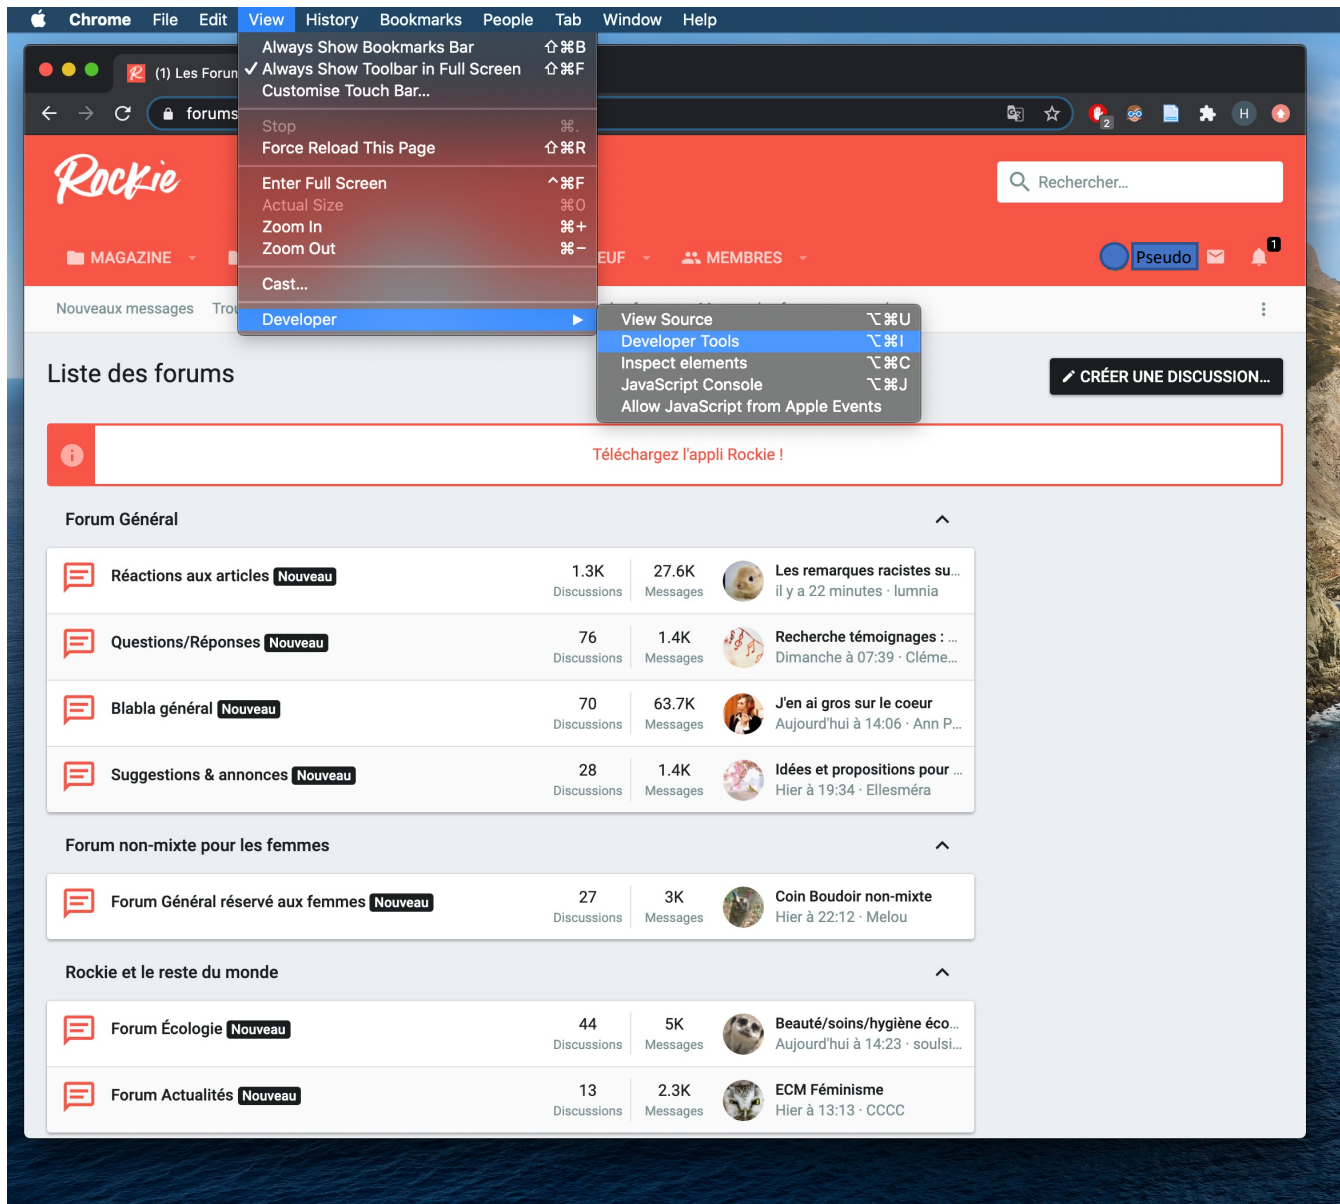 Chrome File Edit View History Bookmarks People Tab Window Help
Always Show Bookmarks Bar ⇧⌘B
✓ Always Show Toolbar in Full Screen ⇧⌘F
Customise Touch Bar...
Stop ⌘.
Force Reload This Page ⇧⌘R
Enter Full Screen ^⌘F
Actual Size ⌘0
Zoom In ⌘+
Zoom Out ⌘−
Cast...
Developer ▶
View Source ⌥⌘U
Developer Tools ⌥⌘I
Inspect elements ⌥⌘C
JavaScript Console ⌥⌘J
Allow JavaScript from Apple Events
(1) Les Forum
forums
2
H
Rockie
Rechercher...
MAGAZINE
EUF
MEMBRES
Pseudo
1
Nouveaux messages
Liste des forums
CRÉER UNE DISCUSSION...
Téléchargez l'appli Rockie !
Forum Général
Réactions aux articles Nouveau 1.3K 27.6K Les remarques racistes su...
Discussions Messages il y a 22 minutes · lumnia
Questions/Réponses Nouveau 76 1.4K Recherche témoignages : ...
Discussions Messages Dimanche à 07:39 · Cléme...
Blabla général Nouveau 70 63.7K J'en ai gros sur le coeur
Discussions Messages Aujourd'hui à 14:06 · Ann P...
Suggestions & annonces Nouveau 28 1.4K Idées et propositions pour ...
Discussions Messages Hier à 19:34 · Ellesméra
Forum non-mixte pour les femmes
Forum Général réservé aux femmes Nouveau 27 3K Coin Boudoir non-mixte
Discussions Messages Hier à 22:12 · Melou
Rockie et le reste du monde
Forum Écologie Nouveau 44 5K Beauté/soins/hygiène éco...
Discussions Messages Aujourd'hui à 14:23 · soulsi...
Forum Actualités Nouveau 13 2.3K ECM Féminisme
Discussions Messages Hier à 13:13 · CCCC